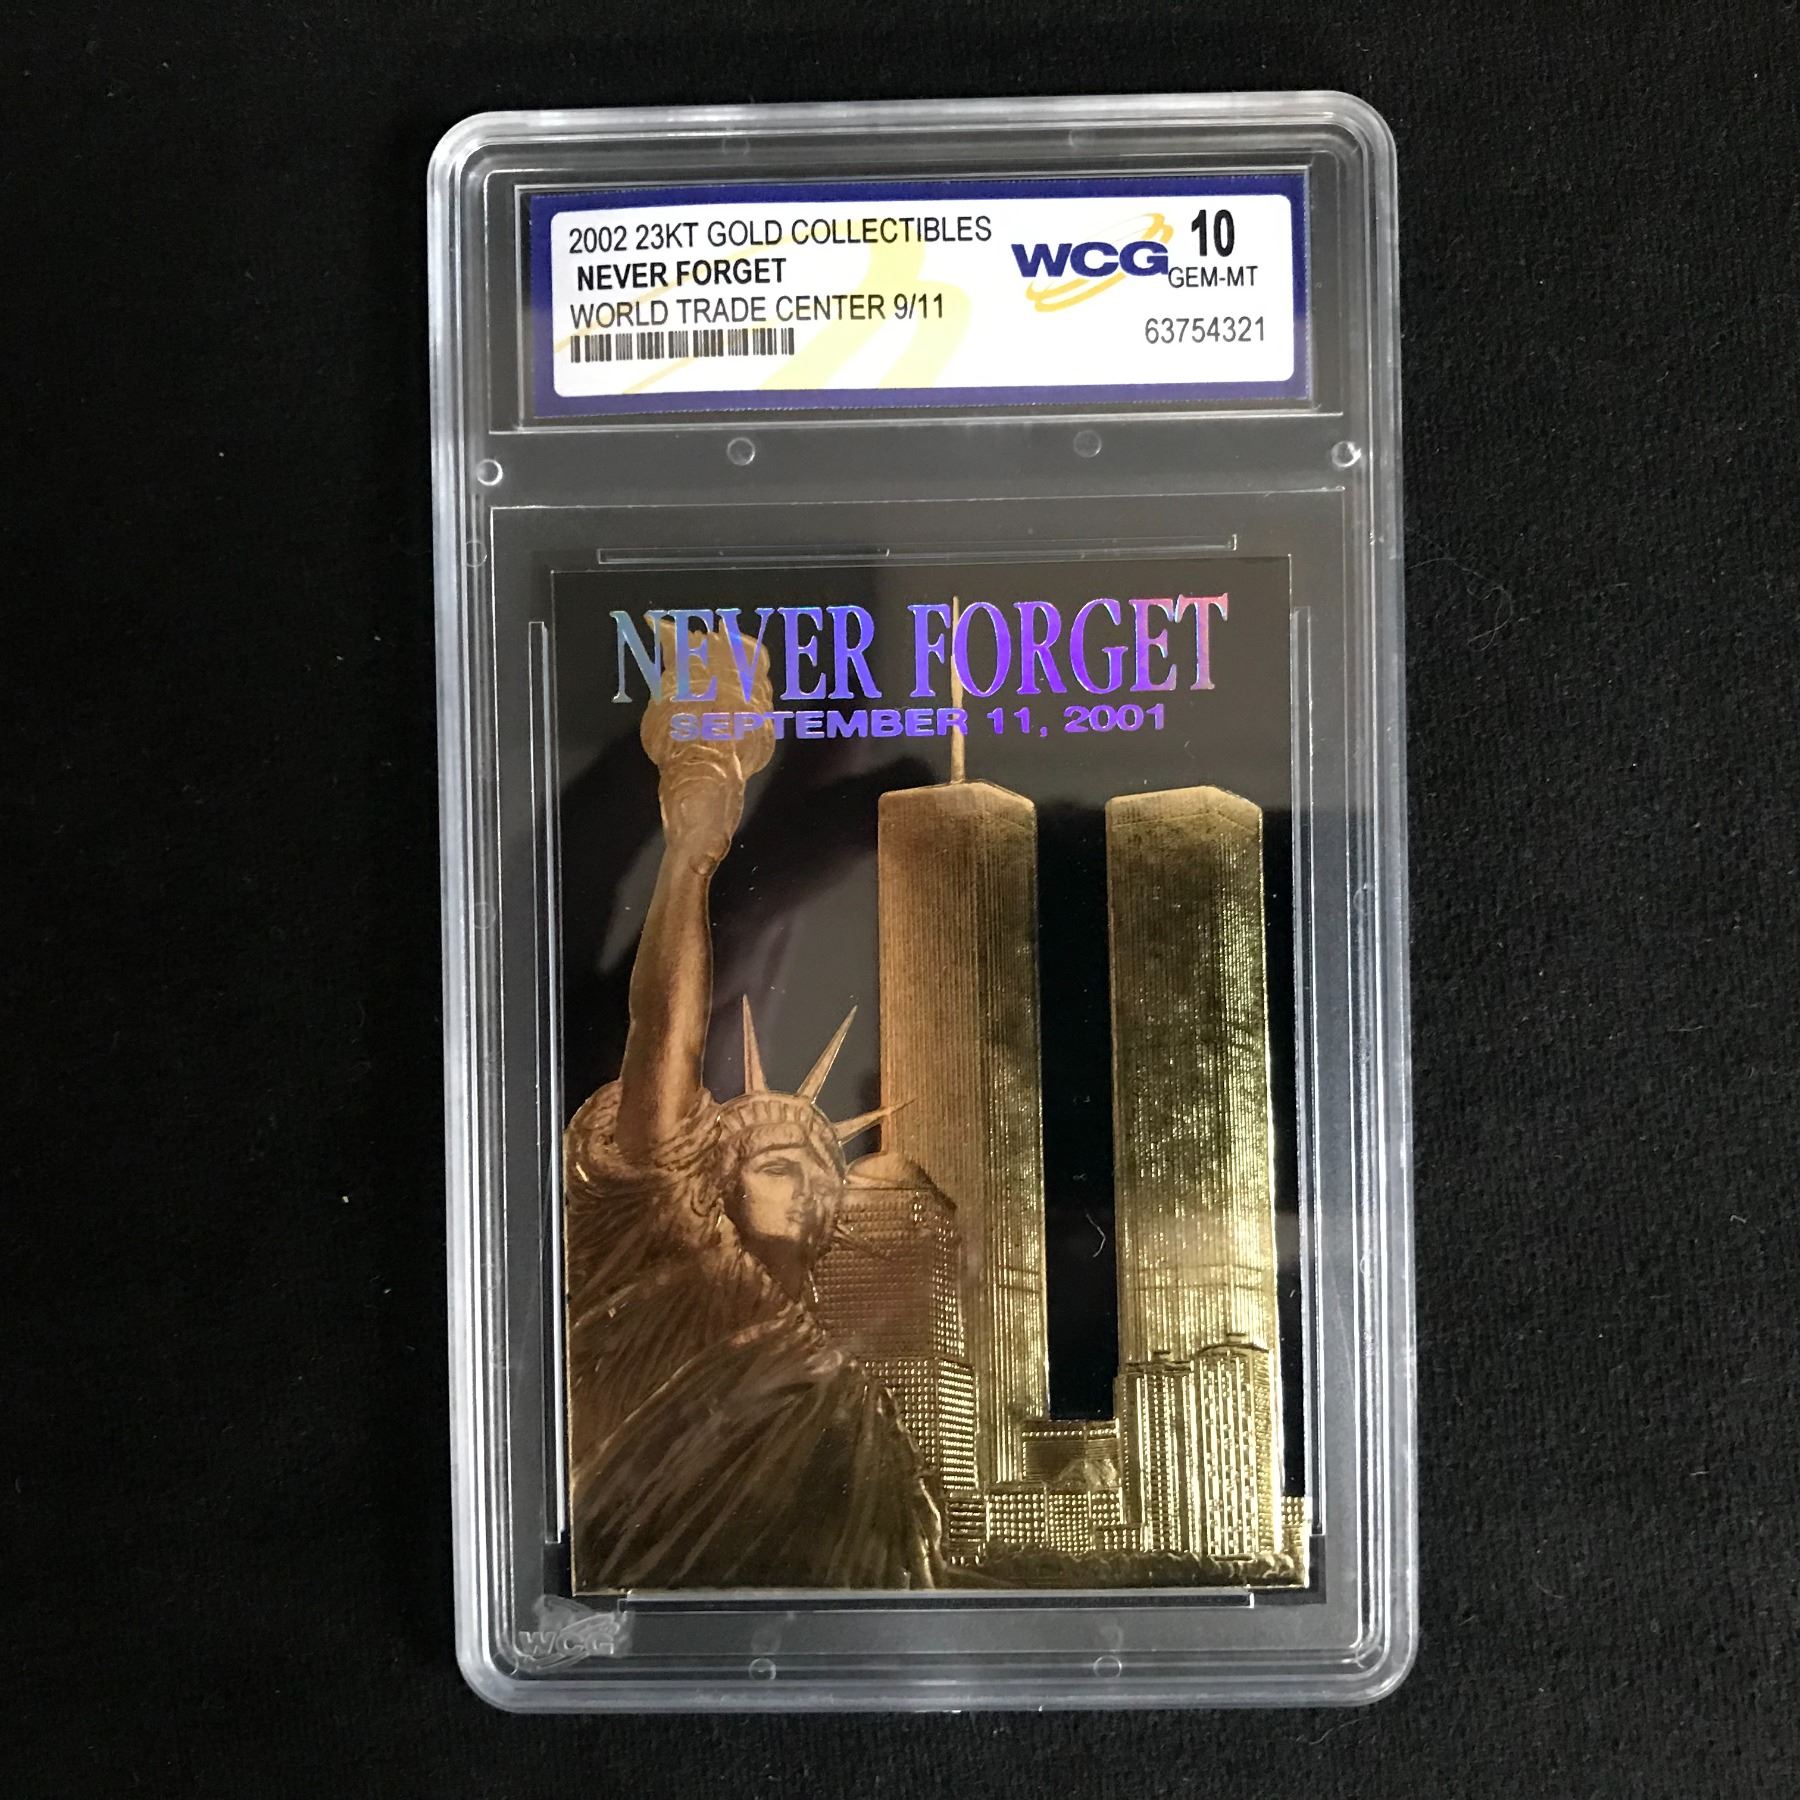 2002 23KT GOLD COLLECTIBLES
NEVER FORGET
WORLD TRADE CENTER 9/11
WCG 10
GEM-MT
63754321
NEVER FORGET
SEPTEMBER 11, 2001
WCG